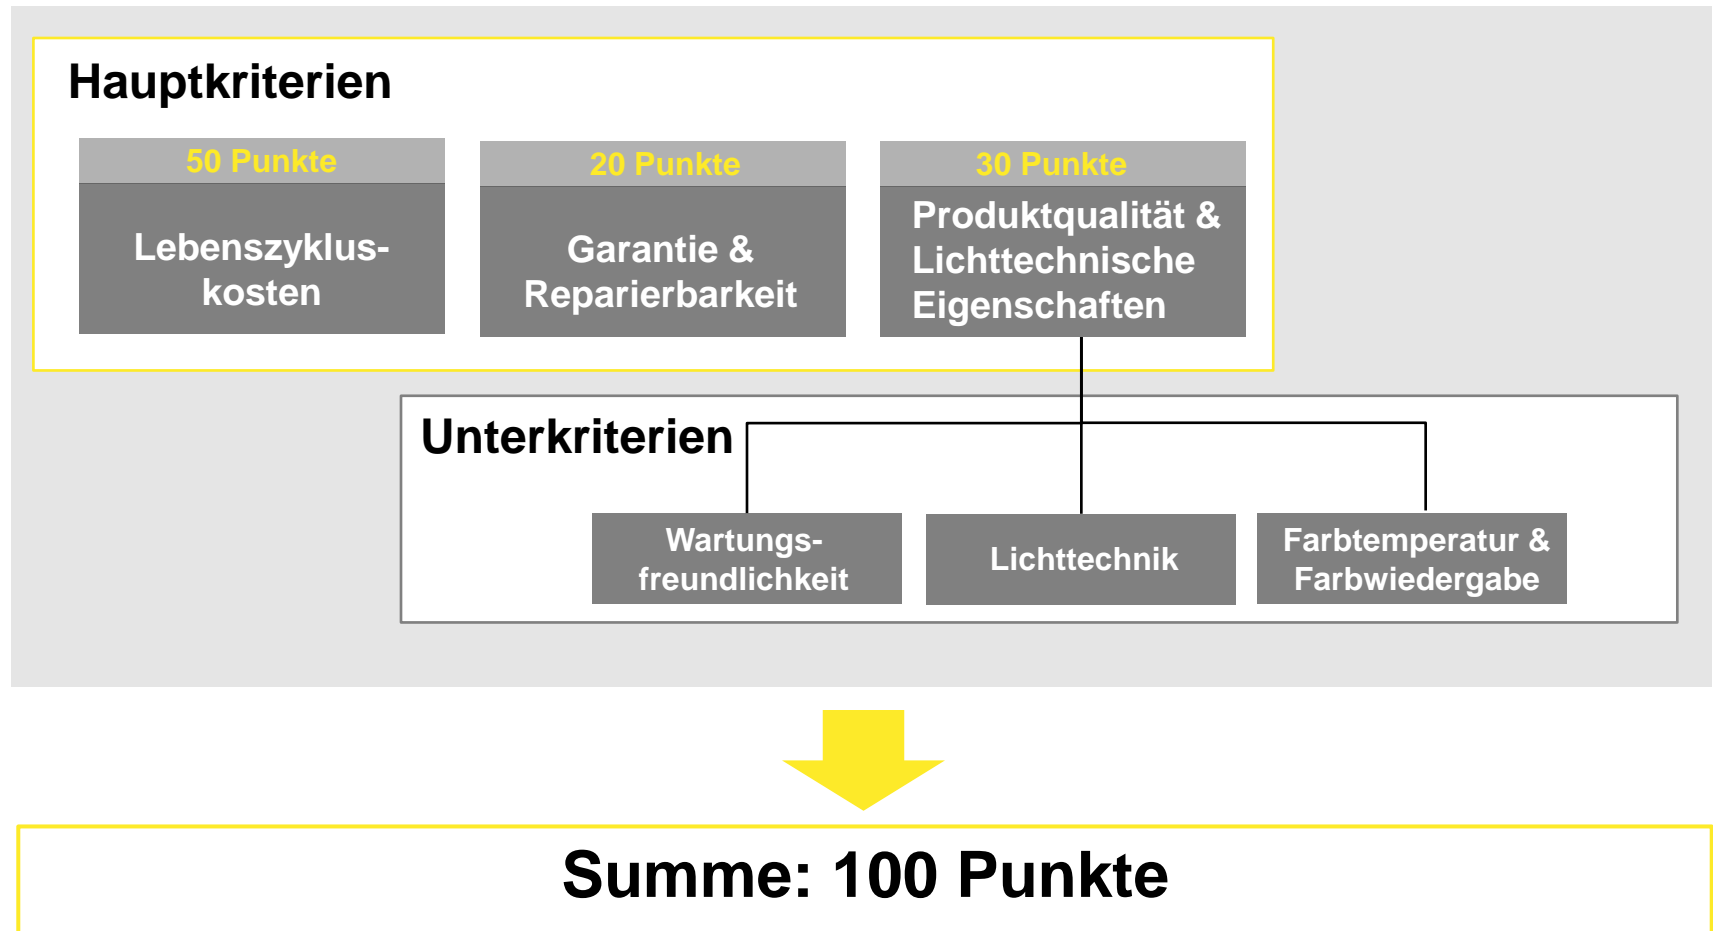 Hauptkriterien
50 Punkte
Lebenszyklus-
kosten
20 Punkte
Garantie &
Reparierbarkeit
30 Punkte
Produktqualität &
Lichttechnische
Eigenschaften
Unterkriterien
Wartungs-
freundlichkeit
Lichttechnik
Farbtemperatur &
Farbwiedergabe
Summe: 100 Punkte